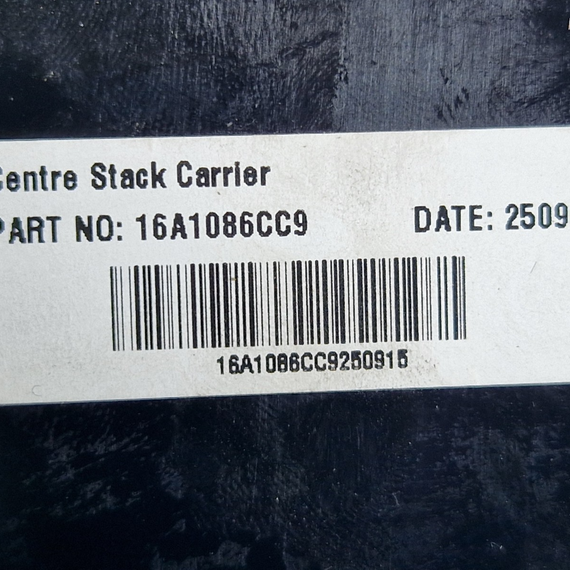 Centre Stack Carrier
PART NO: 16A1086CC9 DATE: 2509
16A1086CC9250915